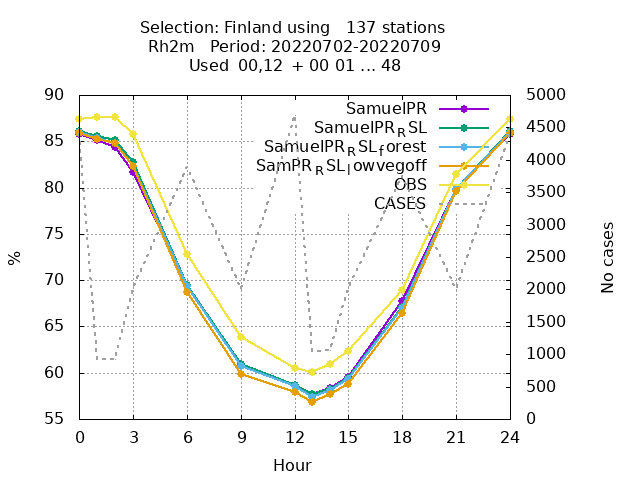 Selection: Finland using   137 stations
Rh2m   Period: 20220702-20220709
Used  00,12  + 00 01 ... 48
90
85
80
75
70
65
60
55
%
5000
4500
4000
3500
3000
2500
2000
1500
1000
500
0
No cases
SamuelPR
SamuelPR_RSL
SamuelPR_RSL_forest
SamPR_RSL_lowvegoff
OBS
CASES
0 3 6 9 12 15 18 21 24
Hour